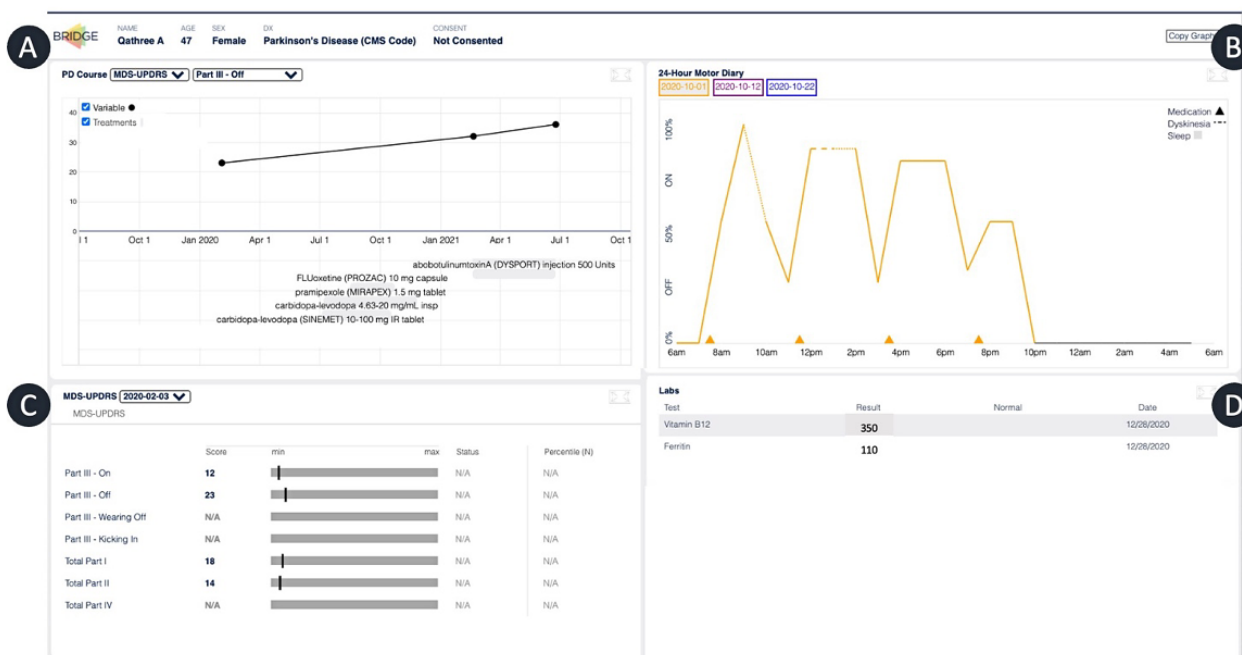 A
BRIDGE
NAME AGE SEX DX CONSENT
Qathree A 47 Female Parkinson's Disease (CMS Code) Not Consented
Copy Graph
B
PD Course MDS-UPDRS Part III - Off
Variable
Treatments
40
30
20
10
0
Oct 1 Jan 2020 Apr 1 Jul 1 Oct 1 Jan 2021 Apr 1 Jul 1 Oct 1
abobotulinumtoxinA (DYSPORT) injection 500 Units
FLUoxetine (PROZAC) 10 mg capsule
pramipexole (MIRAPEX) 1.5 mg tablet
carbidopa-levodopa 4.63-20 mg/mL insp
carbidopa-levodopa (SINEMET) 10-100 mg IR tablet
24-Hour Motor Diary
2020-10-01 2020-10-12 2020-10-22
Medication
Dyskinesia
Sleep
100%
ON
50%
OFF
0%
6am 8am 10am 12pm 2pm 4pm 6pm 8pm 10pm 12am 2am 4am 6am
C
MDS-UPDRS 2020-02-03
MDS-UPDRS
Score min max Status Percentile (N)
Part III - On 12 N/A N/A
Part III - Off 23 N/A N/A
Part III - Wearing Off N/A N/A N/A
Part III - Kicking In N/A N/A N/A
Total Part I 18 N/A N/A
Total Part II 14 N/A N/A
Total Part IV N/A N/A N/A
D
Labs
Test Result Normal Date
Vitamin B12 350 12/28/2020
Ferritin 110 12/28/2020